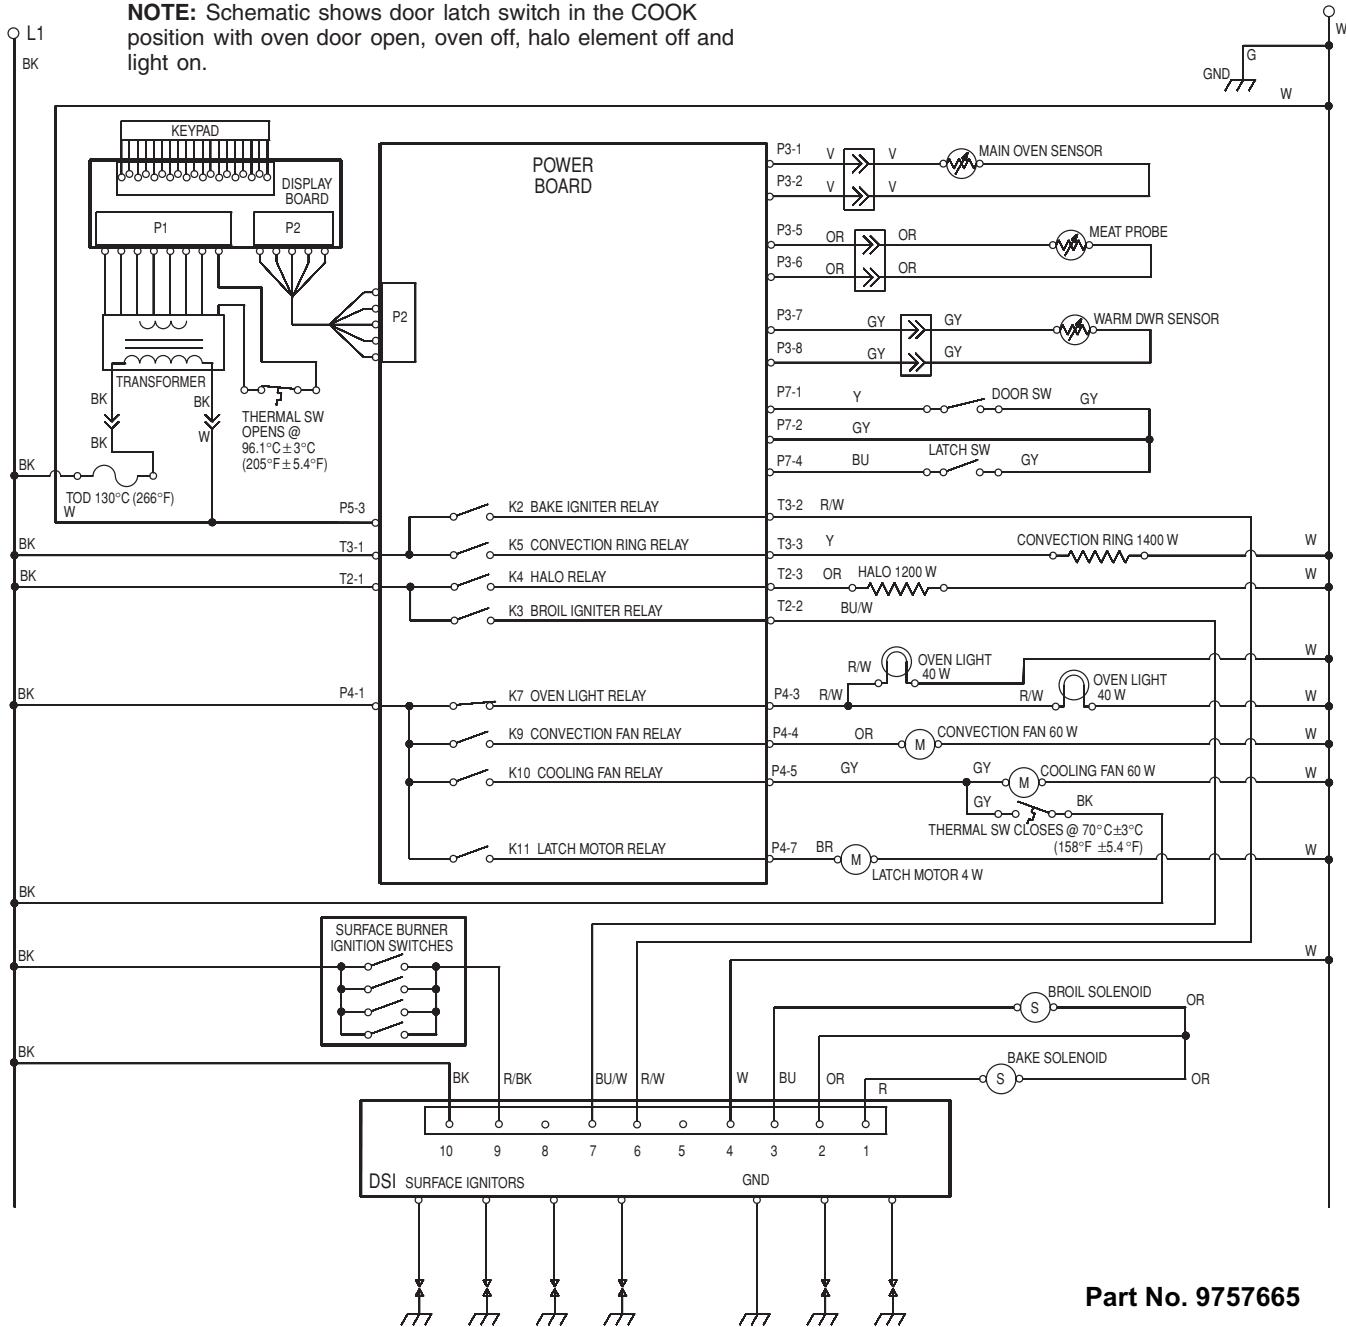 NOTE: Schematic shows door latch switch in the COOK
position with oven door open, oven off, halo element off and
light on.
L1
BK
W
G
GND
W
KEYPAD
DISPLAY
BOARD
P1
P2
POWER
BOARD
P2
TRANSFORMER
BK
BK
BK
W
THERMAL SW
OPENS @
96.1°C ± 3°C
(205°F ± 5.4°F)
BK
TOD 130°C (266°F)
W
P3-1
V
V
MAIN OVEN SENSOR
P3-2
V
V
P3-5
OR
OR
MEAT PROBE
P3-6
OR
OR
P3-7
GY
GY
WARM DWR SENSOR
P3-8
GY
GY
P7-1
Y
DOOR SW
GY
P7-2
GY
LATCH SW
P7-4
BU
GY
P5-3
K2 BAKE IGNITER RELAY
T3-2
R/W
BK
T3-1
K5 CONVECTION RING RELAY
T3-3
Y
CONVECTION RING 1400 W
W
BK
T2-1
K4 HALO RELAY
T2-3
OR
HALO 1200 W
W
K3 BROIL IGNITER RELAY
T2-2
BU/W
R/W
OVEN LIGHT
40 W
W
BK
P4-1
K7 OVEN LIGHT RELAY
P4-3
R/W
R/W
OVEN LIGHT
40 W
W
K9 CONVECTION FAN RELAY
P4-4
OR
M
CONVECTION FAN 60 W
W
K10 COOLING FAN RELAY
P4-5
GY
GY
M
COOLING FAN 60 W
W
GY
BK
THERMAL SW CLOSES @ 70°C±3°C
(158°F ±5.4 °F)
K11 LATCH MOTOR RELAY
P4-7
BR
M
LATCH MOTOR 4 W
W
BK
SURFACE BURNER
IGNITION SWITCHES
BK
W
S
BROIL SOLENOID
OR
BK
S
BAKE SOLENOID
OR
BK
R/BK
BU/W
R/W
W
BU
OR
R
10 9 8 7 6 5 4 3 2 1
DSI SURFACE IGNITORS
GND
Part No. 9757665